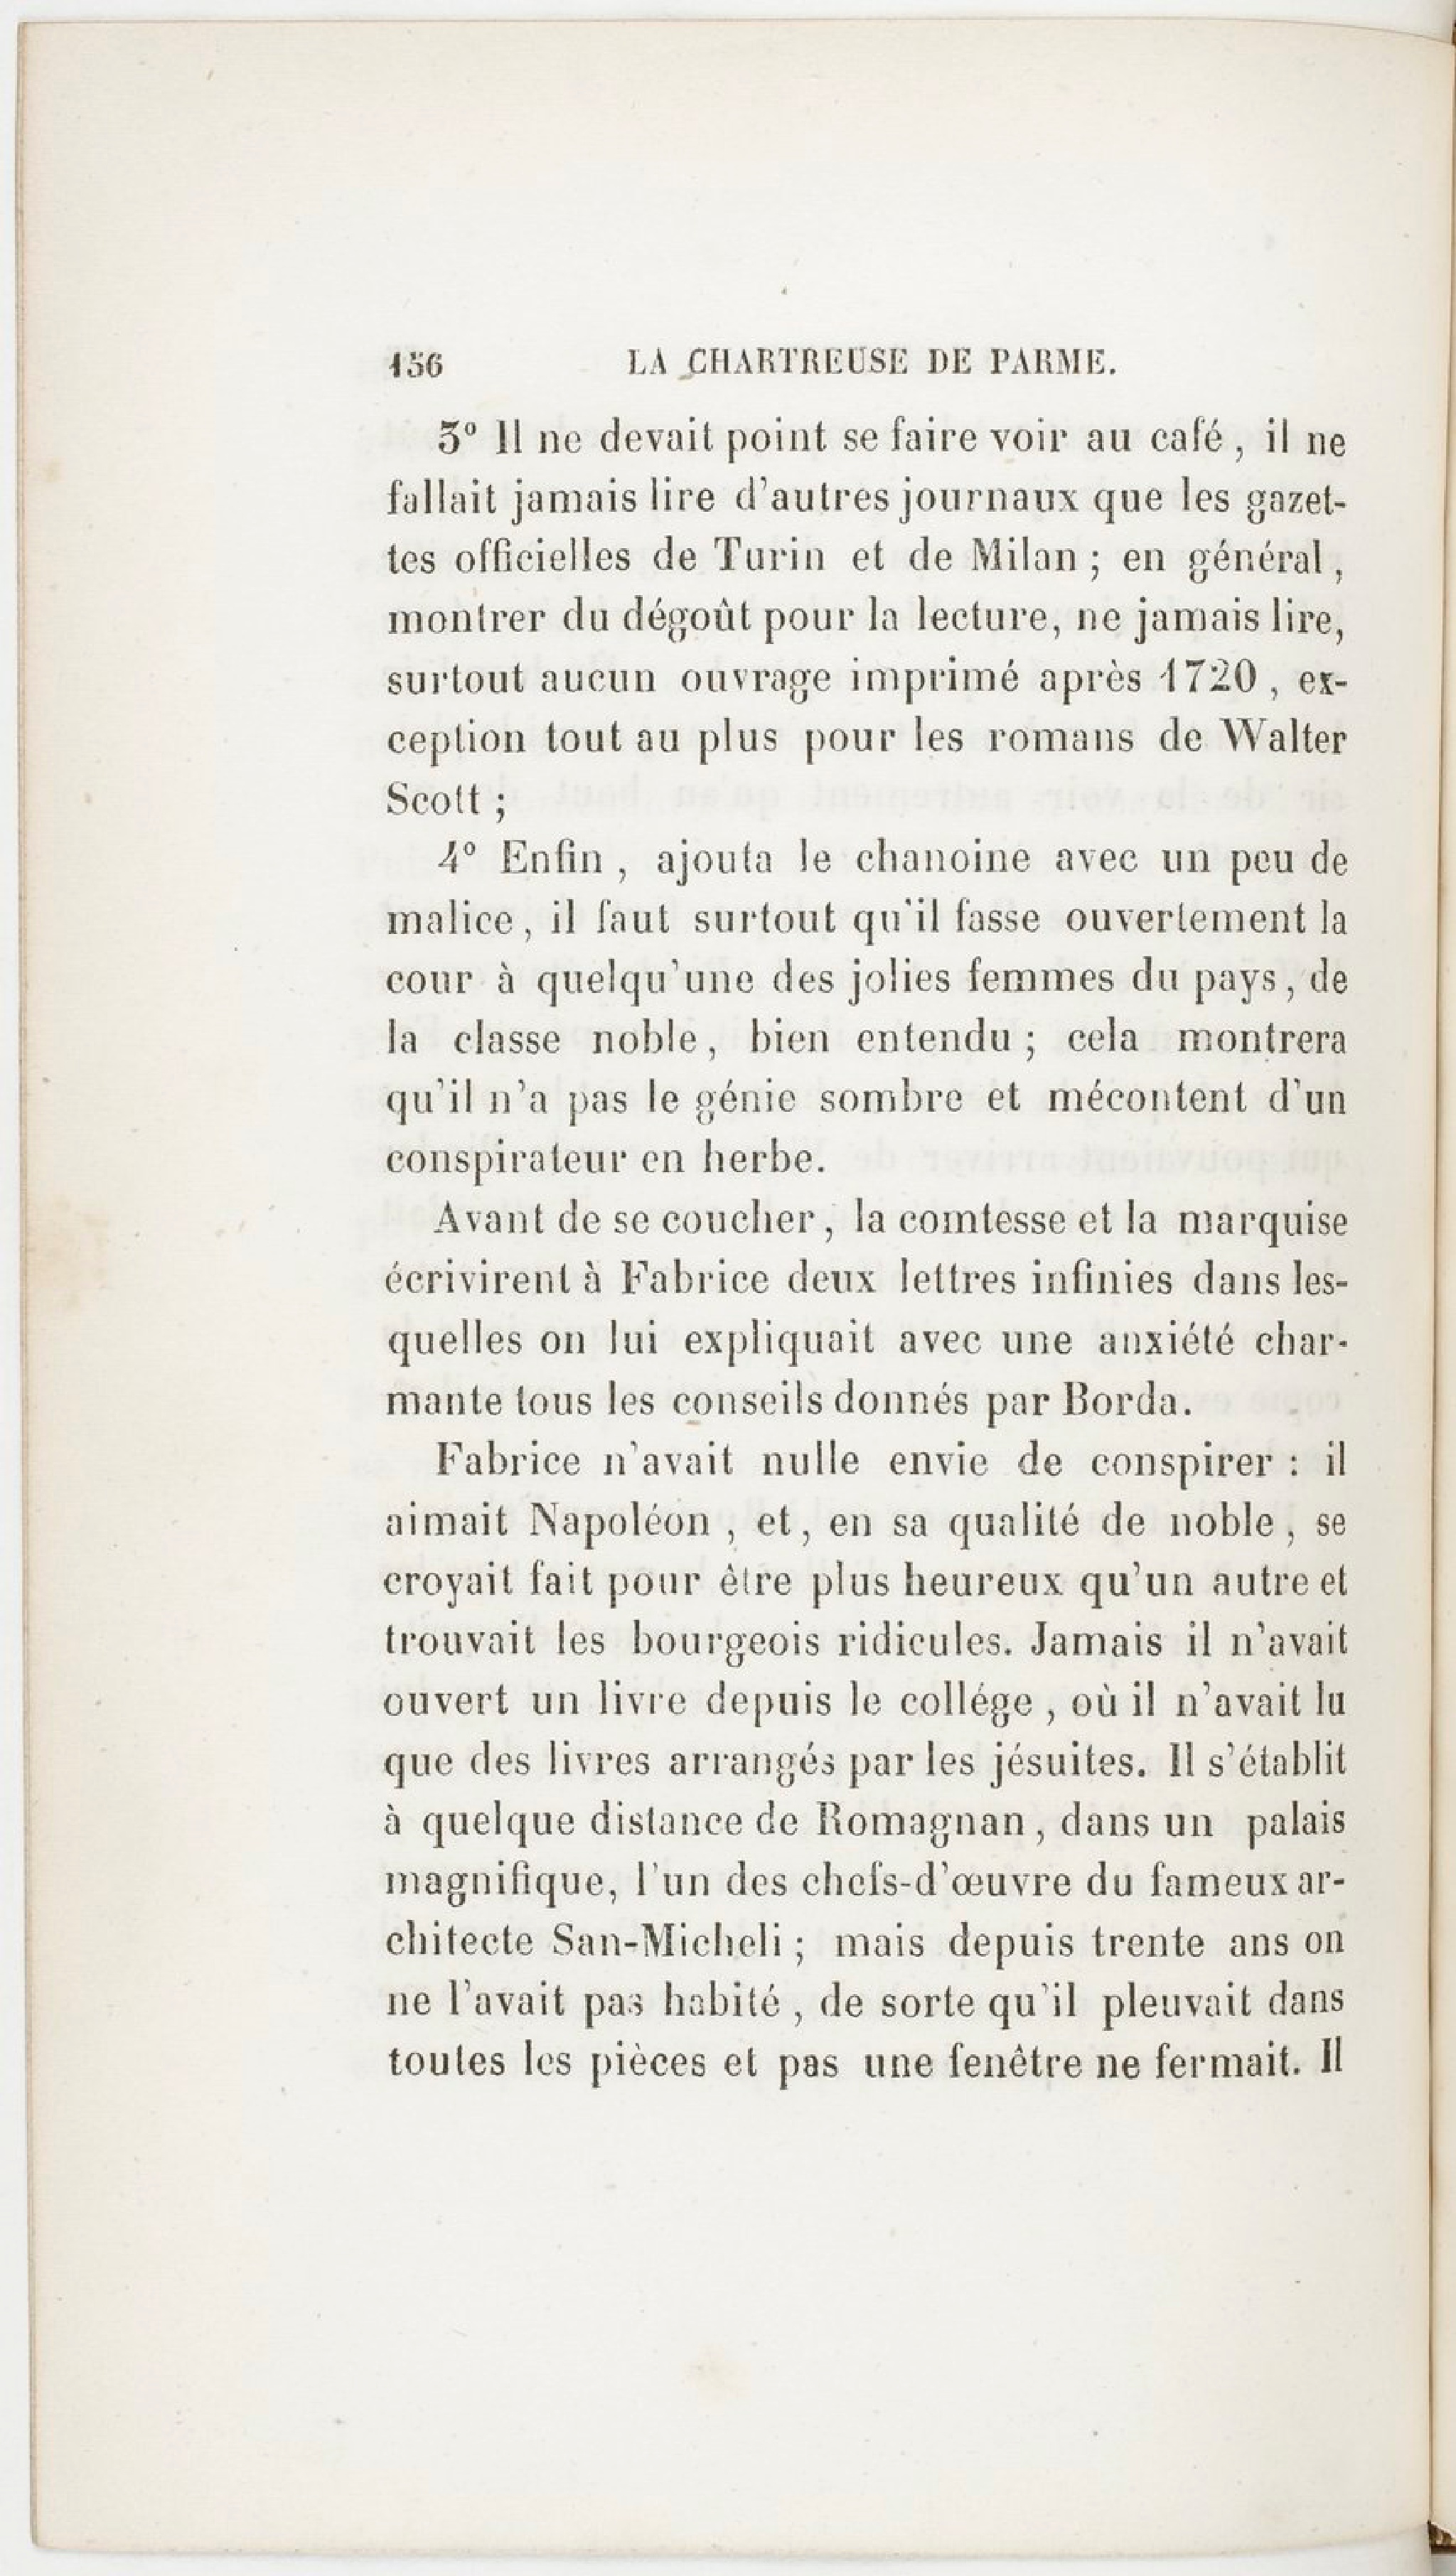 156 LA CHARTREUSE DE PARME.
3° Il ne devait point se faire voir au café, il ne
fallait jamais lire d'autres journaux que les gazet-
tes officielles de Turin et de Milan ; en général,
montrer du dégoût pour la lecture, ne jamais lire,
surtout aucun ouvrage imprimé après 1720, ex-
ception tout au plus pour les romans de Walter
Scott ;
4° Enfin, ajouta le chanoine avec un peu de
malice, il faut surtout qu'il fasse ouvertement la
cour à quelqu'une des jolies femmes du pays, de
la classe noble, bien entendu ; cela montrera
qu'il n'a pas le génie sombre et mécontent d'un
conspirateur en herbe.
Avant de se coucher, la comtesse et la marquise
écrivirent à Fabrice deux lettres infinies dans les-
quelles on lui expliquait avec une anxiété char-
mante tous les conseils donnés par Borda.
Fabrice n'avait nulle envie de conspirer : il
aimait Napoléon, et, en sa qualité de noble, se
croyait fait pour être plus heureux qu'un autre et
trouvait les bourgeois ridicules. Jamais il n'avait
ouvert un livre depuis le collége, où il n'avait lu
que des livres arrangés par les jésuites. Il s'établit
à quelque distance de Romagnan, dans un palais
magnifique, l'un des chefs-d'œuvre du fameux ar-
chitecte San-Micheli ; mais depuis trente ans on
ne l'avait pas habité, de sorte qu'il pleuvait dans
toutes les pièces et pas une fenêtre ne fermait. Il